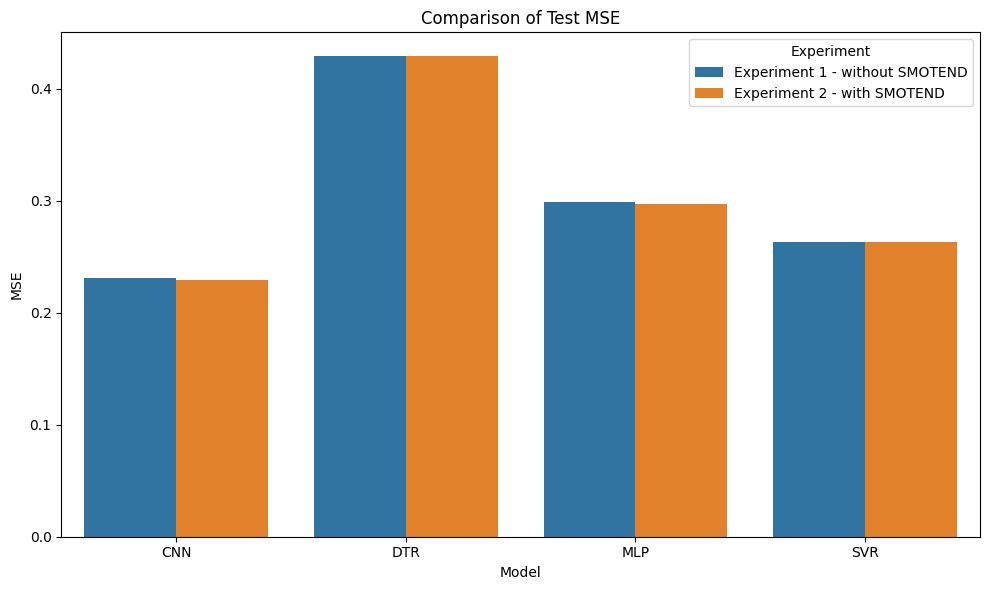 Comparison of Test MSE
Experiment
Experiment 1 - without SMOTEND
Experiment 2 - with SMOTEND
MSE
0.4
0.3
0.2
0.1
0.0
CNN
DTR
MLP
SVR
Model